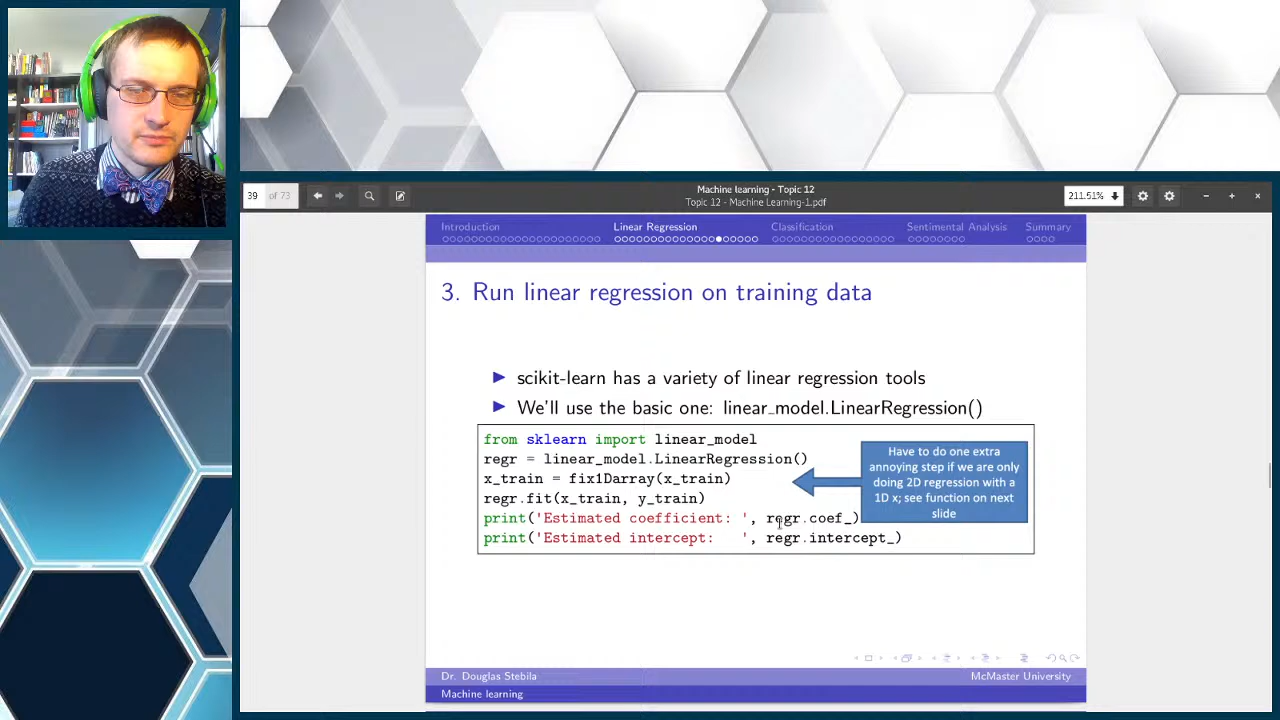 39 of 73
Machine learning - Topic 12
Topic 12 - Machine Learning-1.pdf
211.51%
Introduction Linear Regression Classification Sentimental Analysis Summary
3. Run linear regression on training data
scikit-learn has a variety of linear regression tools
We'll use the basic one: linear_model.LinearRegression()
from sklearn import linear_model
regr = linear_model.LinearRegression()
x_train = fix1Darray(x_train)
regr.fit(x_train, y_train)
print('Estimated coefficient: ', regr.coef_)
print('Estimated intercept:   ', regr.intercept_)
Have to do one extra
annoying step if we are only
doing 2D regression with a
1D x; see function on next
slide
Dr. Douglas Stebila McMaster University
Machine learning